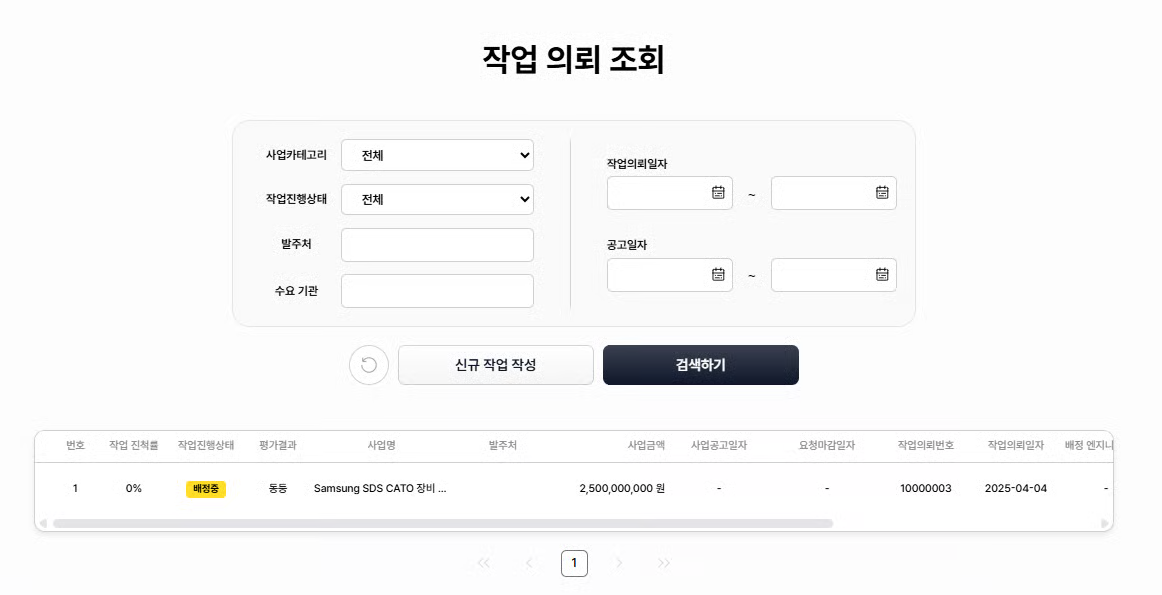 작업 의뢰 조회
사업카테고리 전체
작업진행상태 전체
발주처
수요 기관
작업의뢰일자
~
공고일자
~
신규 작업 작성 검색하기
번호 작업 진척률 작업진행상태 평가결과 사업명 발주처 사업금액 사업공고일자 요청마감일자 작업의뢰번호 작업의뢰일자 배정 엔지니
1 0% 배정중 동등 Samsung SDS CATO 장비 ... 2,500,000,000 원 - - 10000003 2025-04-04 -
1